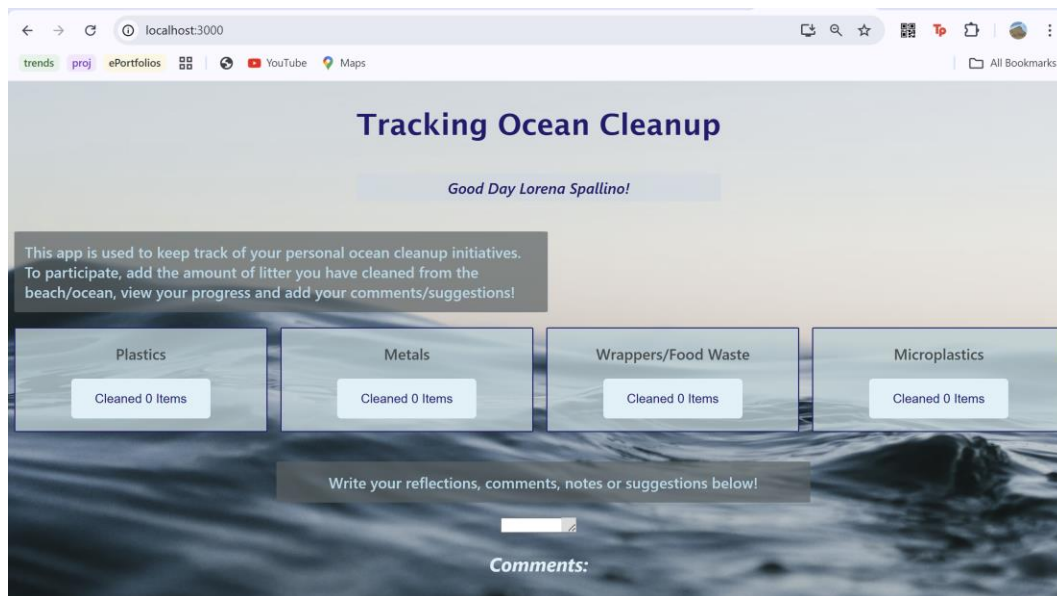 localhost:3000
Tp
trends proj ePortfolios YouTube Maps All Bookmarks
Tracking Ocean Cleanup
Good Day Lorena Spallino!
This app is used to keep track of your personal ocean cleanup initiatives.
To participate, add the amount of litter you have cleaned from the
beach/ocean, view your progress and add your comments/suggestions!
Plastics Metals Wrappers/Food Waste Microplastics
Cleaned 0 Items Cleaned 0 Items Cleaned 0 Items Cleaned 0 Items
Write your reflections, comments, notes or suggestions below!
Comments: